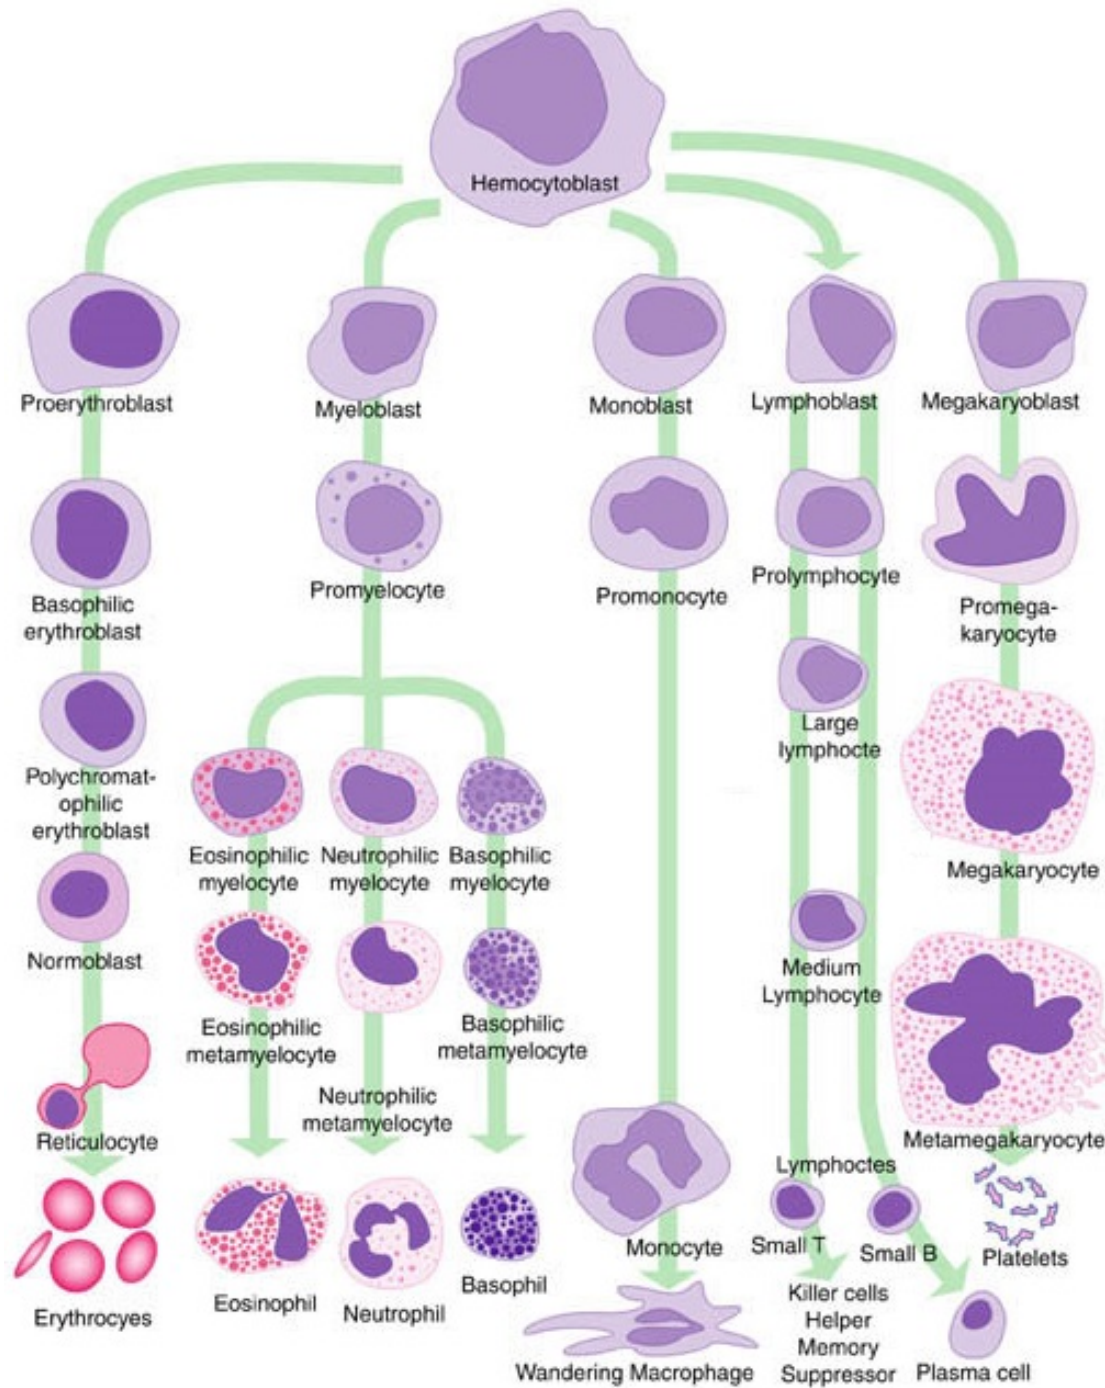 Hemocytoblast
Proerythroblast
Myeloblast
Monoblast
Lymphoblast
Megakaryoblast
Basophilic
erythroblast
Promyelocyte
Promonocyte
Prolymphocyte
Promega-
karyocyte
Polychromat-
ophilic
erythroblast
Large
lymphocte
Eosinophilic
myelocyte
Neutrophilic
myelocyte
Basophilic
myelocyte
Megakaryocyte
Normoblast
Medium
Lymphocyte
Eosinophilic
metamyelocyte
Basophilic
metamyelocyte
Neutrophilic
metamyelocyte
Reticulocyte
Metamegakaryocyte
Lymphoctes
Small T
Small B
Monocyte
Platelets
Erythrocyes
Eosinophil
Neutrophil
Basophil
Wandering Macrophage
Killer cells
Helper
Memory
Suppressor
Plasma cell